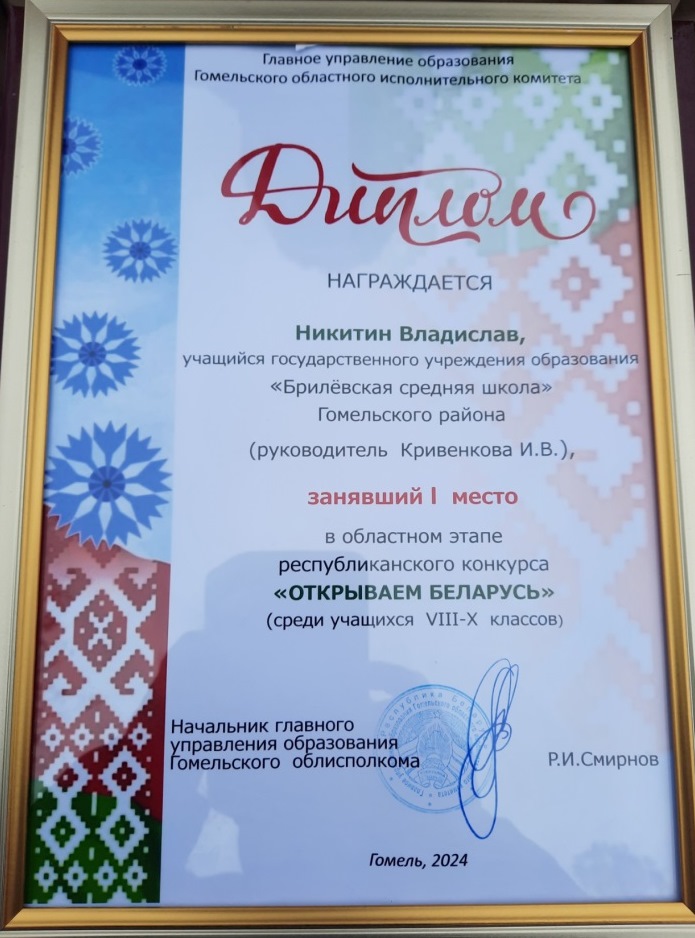 Главное управление образования
Гомельского областного исполнительного комитета
Диплом
НАГРАЖДАЕТСЯ
Никитин Владислав,
учащийся государственного учреждения образования
«Брилёвская средняя школа»
Гомельского района
(руководитель Кривенкова И.В.),
занявший I место
в областном этапе
республиканского конкурса
«ОТКРЫВАЕМ БЕЛАРУСЬ»
(среди учащихся VIII-X классов)
Начальник главного
управления образования
Гомельского облисполкома
Р.И.Смирнов
Гомель, 2024